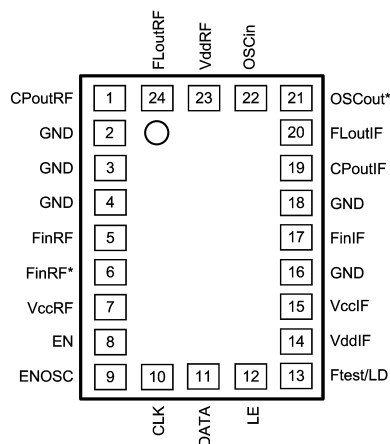 FLoutRF VddRF OSCin
CPoutRF 1 24 23 22 21 OSCout*
GND 2 20 FLoutIF
GND 3 19 CPoutIF
GND 4 18 GND
FinRF 5 17 FinIF
FinRF* 6 16 GND
VccRF 7 15 VccIF
EN 8 14 VddIF
ENOSC 9 10 11 12 13 Ftest/LD
CLK DATA LE